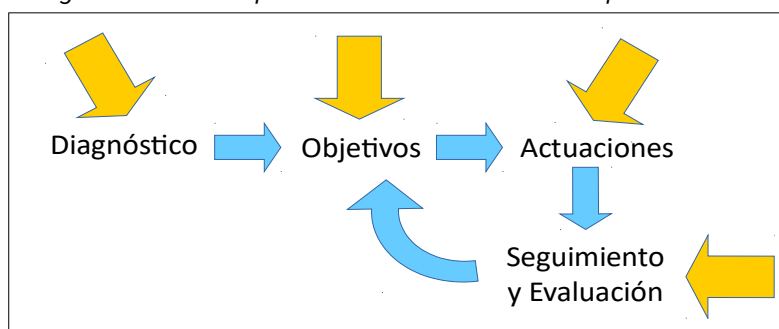 Diagnóstico Objetivos Actuaciones
Seguimiento
y Evaluación